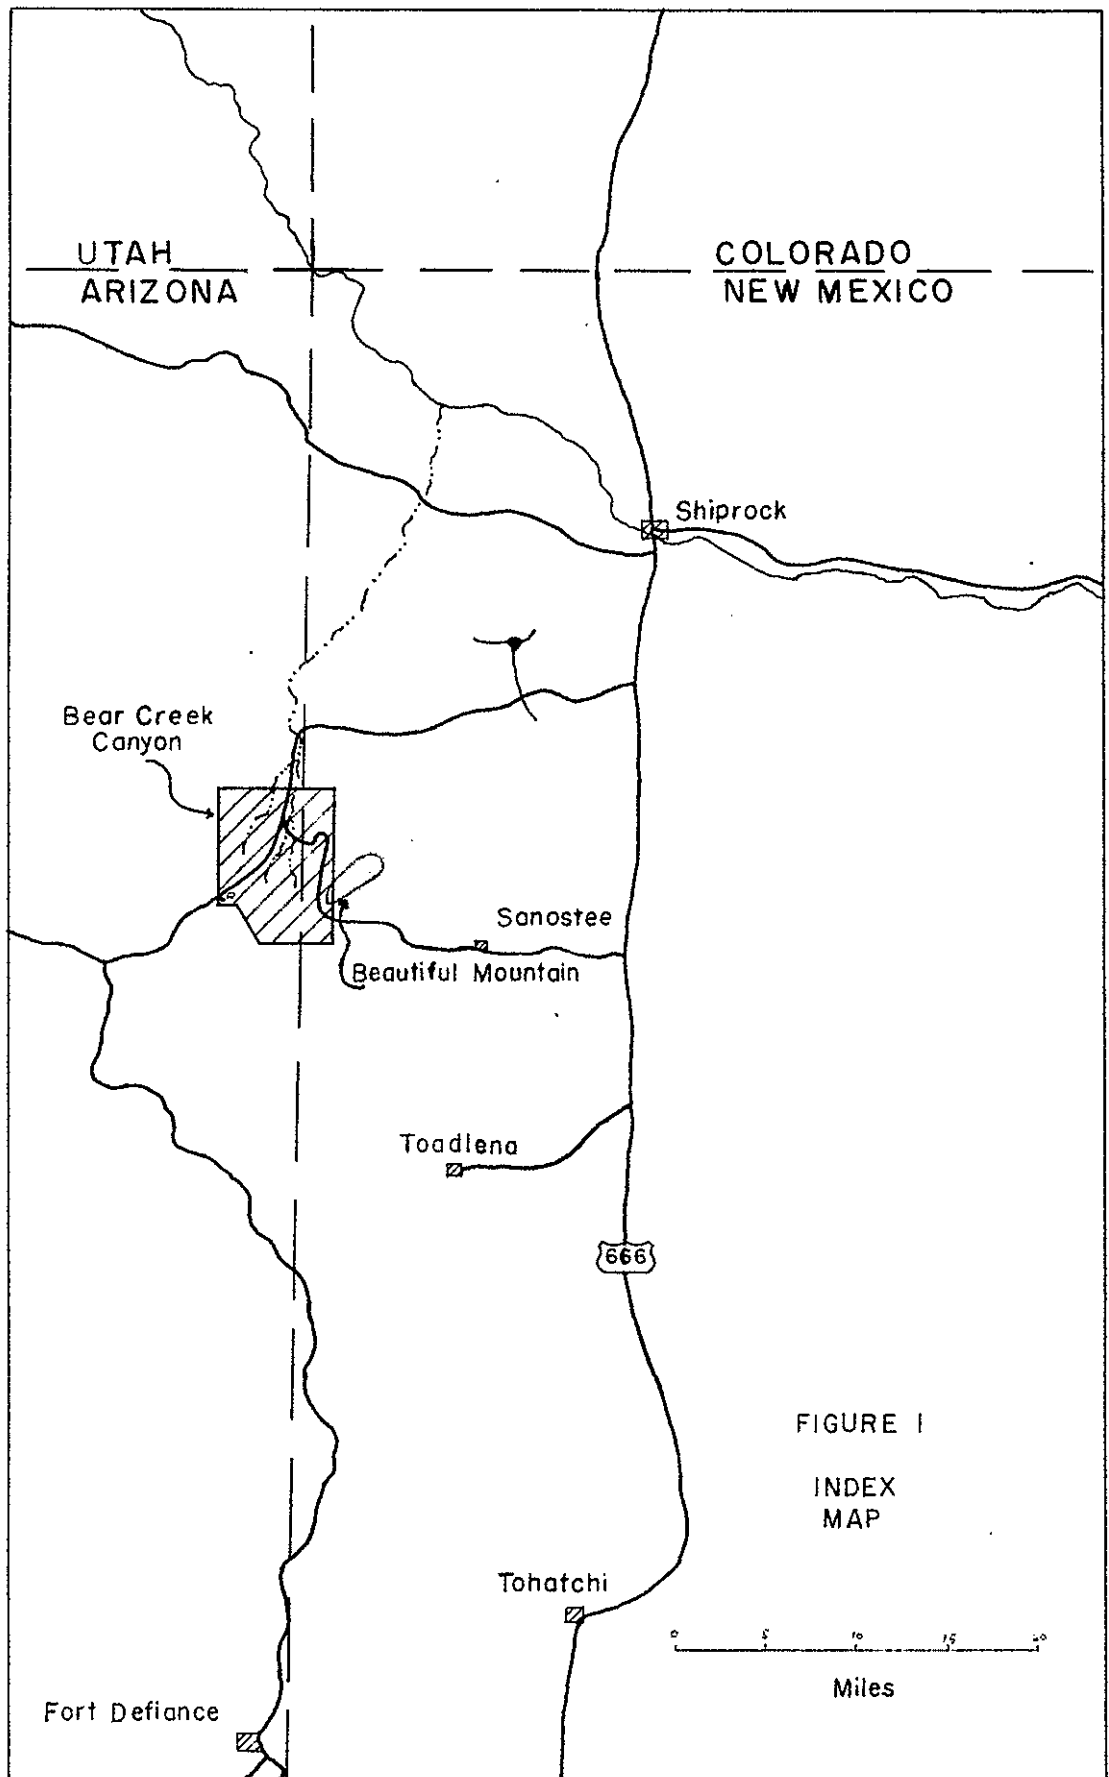 UTAH
COLORADO
ARIZONA
NEW MEXICO
Shiprock
Bear Creek
Canyon
Sanostee
Beautiful Mountain
Toadlena
666
FIGURE 1
INDEX
MAP
Tohatchi
0 5 10 15 20
Miles
Fort Defiance